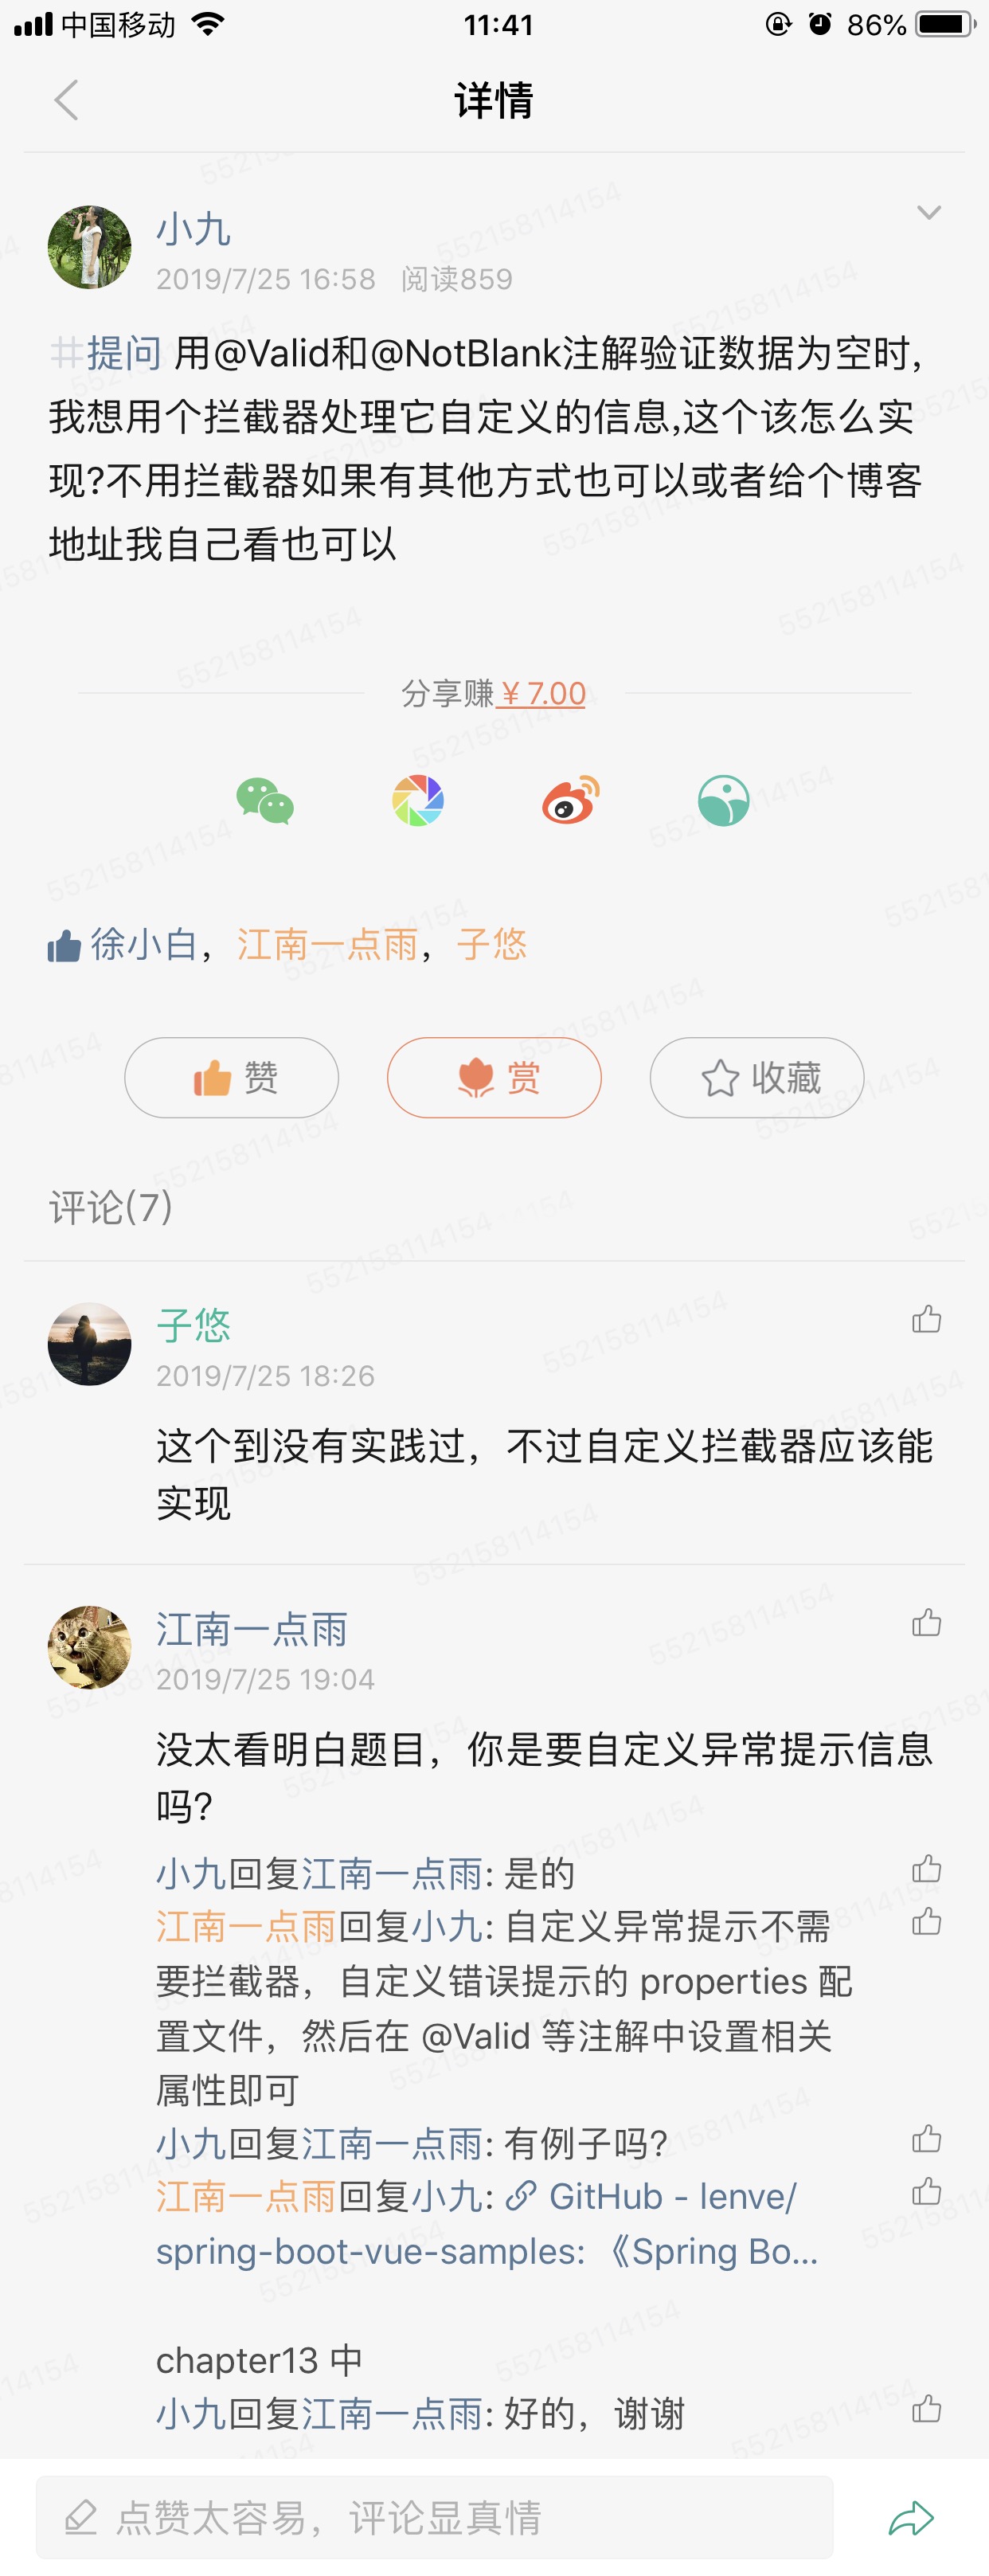 中国移动 11:41 86%
详情
小九
2019/7/25 16:58 阅读859
#提问 用@Valid和@NotBlank注解验证数据为空时,
我想用个拦截器处理它自定义的信息,这个该怎么实
现?不用拦截器如果有其他方式也可以或者给个博客
地址我自己看也可以
分享赚¥7.00
徐小白，江南一点雨，子悠
赞 赏 收藏
评论(7)
子悠
2019/7/25 18:26
这个到没有实践过，不过自定义拦截器应该能
实现
江南一点雨
2019/7/25 19:04
没太看明白题目，你是要自定义异常提示信息
吗?
小九回复江南一点雨: 是的
江南一点雨回复小九: 自定义异常提示不需
要拦截器，自定义错误提示的 properties 配
置文件，然后在 @Valid 等注解中设置相关
属性即可
小九回复江南一点雨: 有例子吗?
江南一点雨回复小九: GitHub - lenve/
spring-boot-vue-samples: 《Spring Bo...
chapter13 中
小九回复江南一点雨: 好的，谢谢
点赞太容易，评论显真情
552158114154